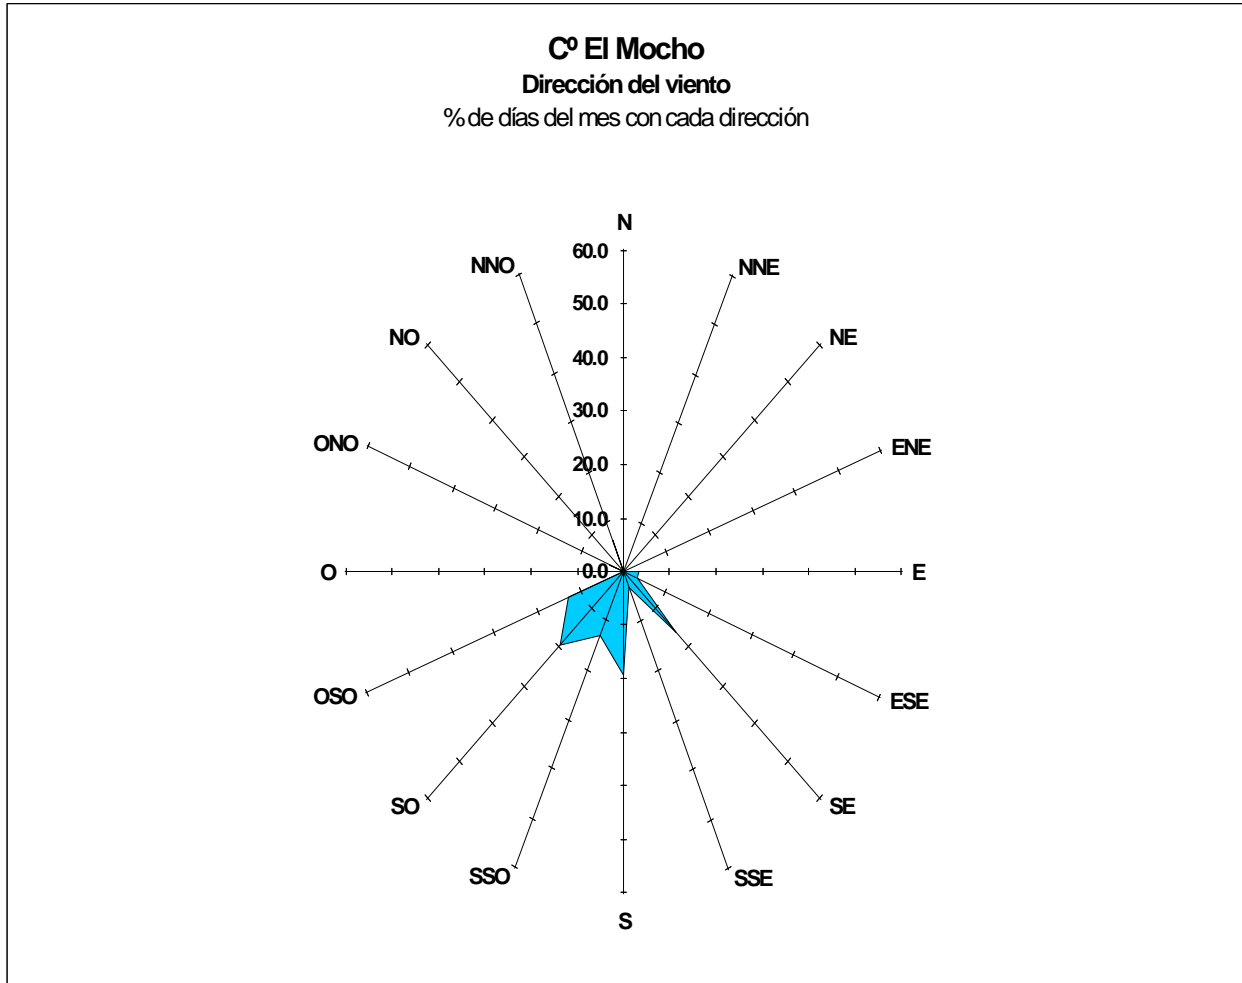 Cº El Mocho
Dirección del viento
% de días del mes con cada dirección
N
60.0
NNO
NNE
50.0
NO
NE
40.0
30.0
ONO
ENE
20.0
10.0
O
0.0
E
OSO
ESE
SO
SE
SSO
SSE
S